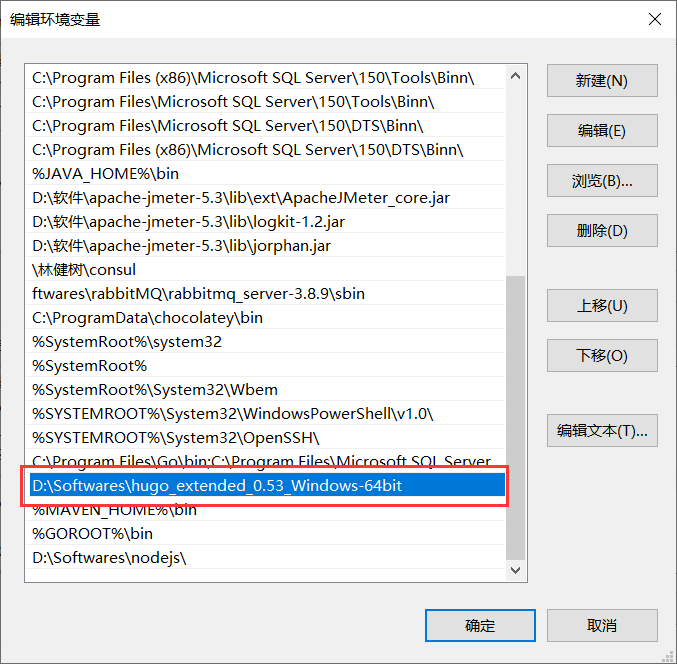 编辑环境变量
C:\Program Files (x86)\Microsoft SQL Server\150\Tools\Binn\
C:\Program Files\Microsoft SQL Server\150\Tools\Binn\
C:\Program Files\Microsoft SQL Server\150\DTS\Binn\
C:\Program Files (x86)\Microsoft SQL Server\150\DTS\Binn\
%JAVA_HOME%\bin
D:\软件\apache-jmeter-5.3\lib\ext\ApacheJMeter_core.jar
D:\软件\apache-jmeter-5.3\lib\logkit-1.2.jar
D:\软件\apache-jmeter-5.3\lib\jorphan.jar
\林健树\consul
ftwares\rabbitMQ\rabbitmq_server-3.8.9\sbin
C:\ProgramData\chocolatey\bin
%SystemRoot%\system32
%SystemRoot%
%SystemRoot%\System32\Wbem
%SYSTEMROOT%\System32\WindowsPowerShell\v1.0\
%SYSTEMROOT%\System32\OpenSSH\
C:\Program Files\Go\bin;C:\Program Files\Microsoft SQL Server
D:\Softwares\hugo_extended_0.53_Windows-64bit
%MAVEN_HOME%\bin
%GOROOT%\bin
D:\Softwares\nodejs\
新建(N)
编辑(E)
浏览(B)...
删除(D)
上移(U)
下移(O)
编辑文本(T)...
确定
取消